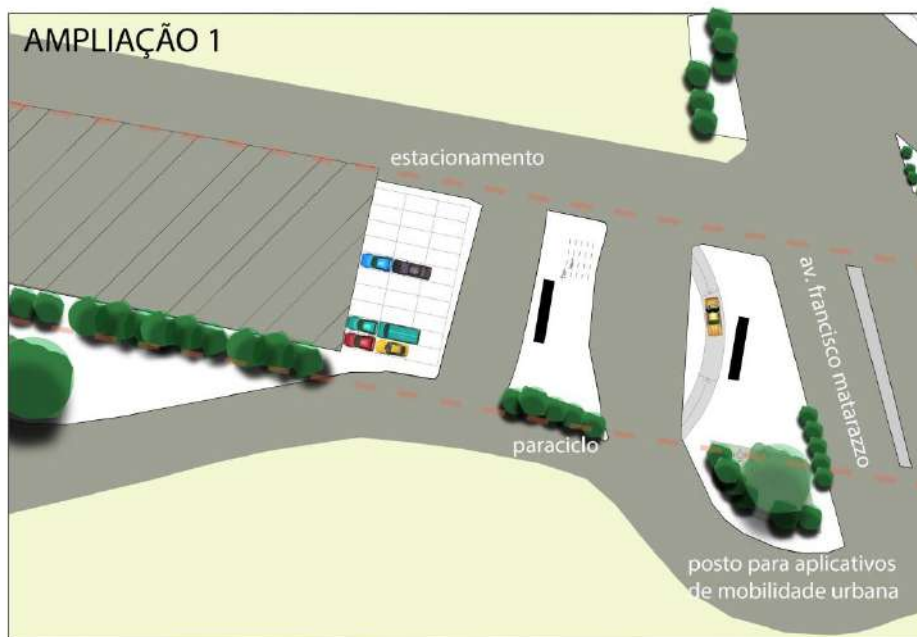 AMPLIAÇÃO 1
estacionamento
av. francisco matarazzo
paraciclo
posto para aplicativos
de mobilidade urbana